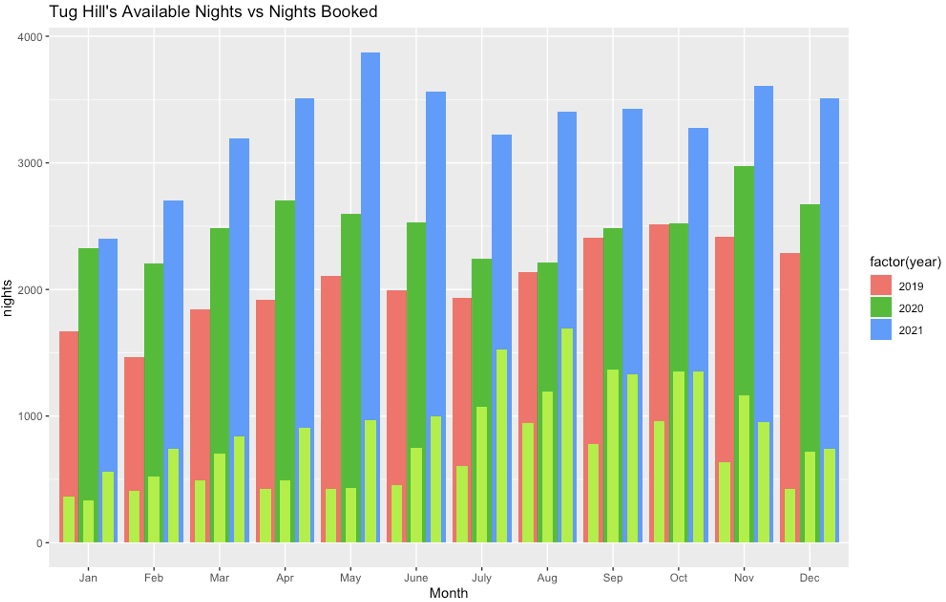 Tug Hill's Available Nights vs Nights Booked
4000
3000
2000
1000
0
nights
Jan Feb Mar Apr May June July Aug Sep Oct Nov Dec
Month
factor(year)
2019
2020
2021